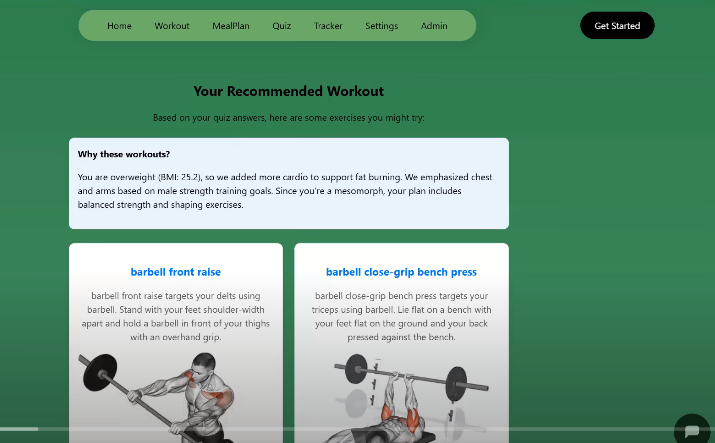 Home Workout MealPlan Quiz Tracker Settings Admin Get Started
Your Recommended Workout
Based on your quiz answers, here are some exercises you might try:
Why these workouts?
You are overweight (BMI: 25.2), so we added more cardio to support fat burning. We emphasized chest
and arms based on male strength training goals. Since you're a mesomorph, your plan includes
balanced strength and shaping exercises.
barbell front raise
barbell front raise targets your delts using
barbell. Stand with your feet shoulder-width
apart and hold a barbell in front of your thighs
with an overhand grip.
barbell close-grip bench press
barbell close-grip bench press targets your
triceps using barbell. Lie flat on a bench with
your feet flat on the ground and your back
pressed against the bench.